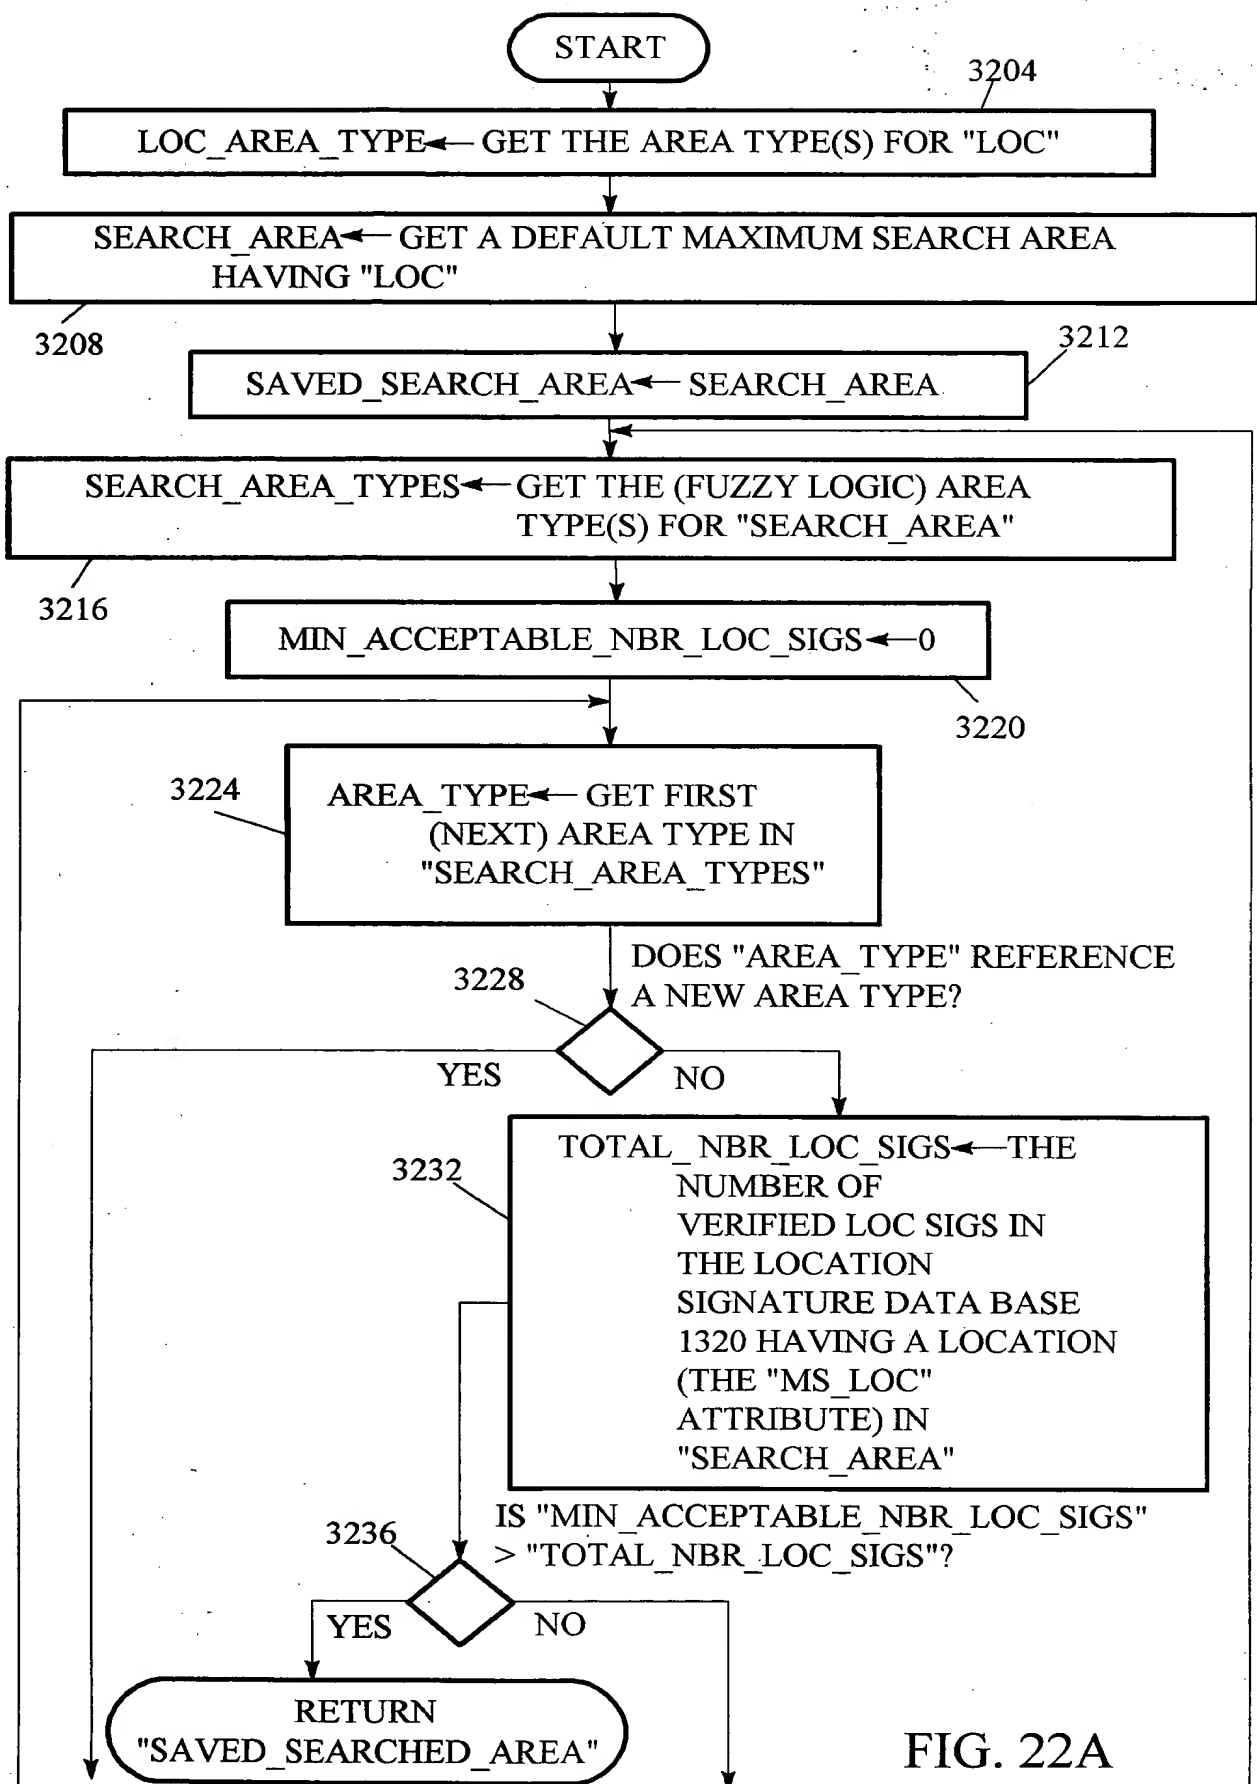 START
3204
LOC_AREA_TYPE← GET THE AREA TYPE(S) FOR "LOC"
SEARCH_AREA← GET A DEFAULT MAXIMUM SEARCH AREA
HAVING "LOC"
3208
3212
SAVED_SEARCH_AREA← SEARCH_AREA
SEARCH_AREA_TYPES← GET THE (FUZZY LOGIC) AREA
TYPE(S) FOR "SEARCH_AREA"
3216
MIN_ACCEPTABLE_NBR_LOC_SIGS←0
3220
3224
AREA_TYPE← GET FIRST
(NEXT) AREA TYPE IN
"SEARCH_AREA_TYPES"
DOES "AREA_TYPE" REFERENCE
A NEW AREA TYPE?
3228
YES
NO
3232
TOTAL_NBR_LOC_SIGS←THE
NUMBER OF
VERIFIED LOC SIGS IN
THE LOCATION
SIGNATURE DATA BASE
1320 HAVING A LOCATION
(THE "MS_LOC"
ATTRIBUTE) IN
"SEARCH_AREA"
IS "MIN_ACCEPTABLE_NBR_LOC_SIGS"
> "TOTAL_NBR_LOC_SIGS"?
3236
YES
NO
RETURN
"SAVED_SEARCHED_AREA"
FIG. 22A